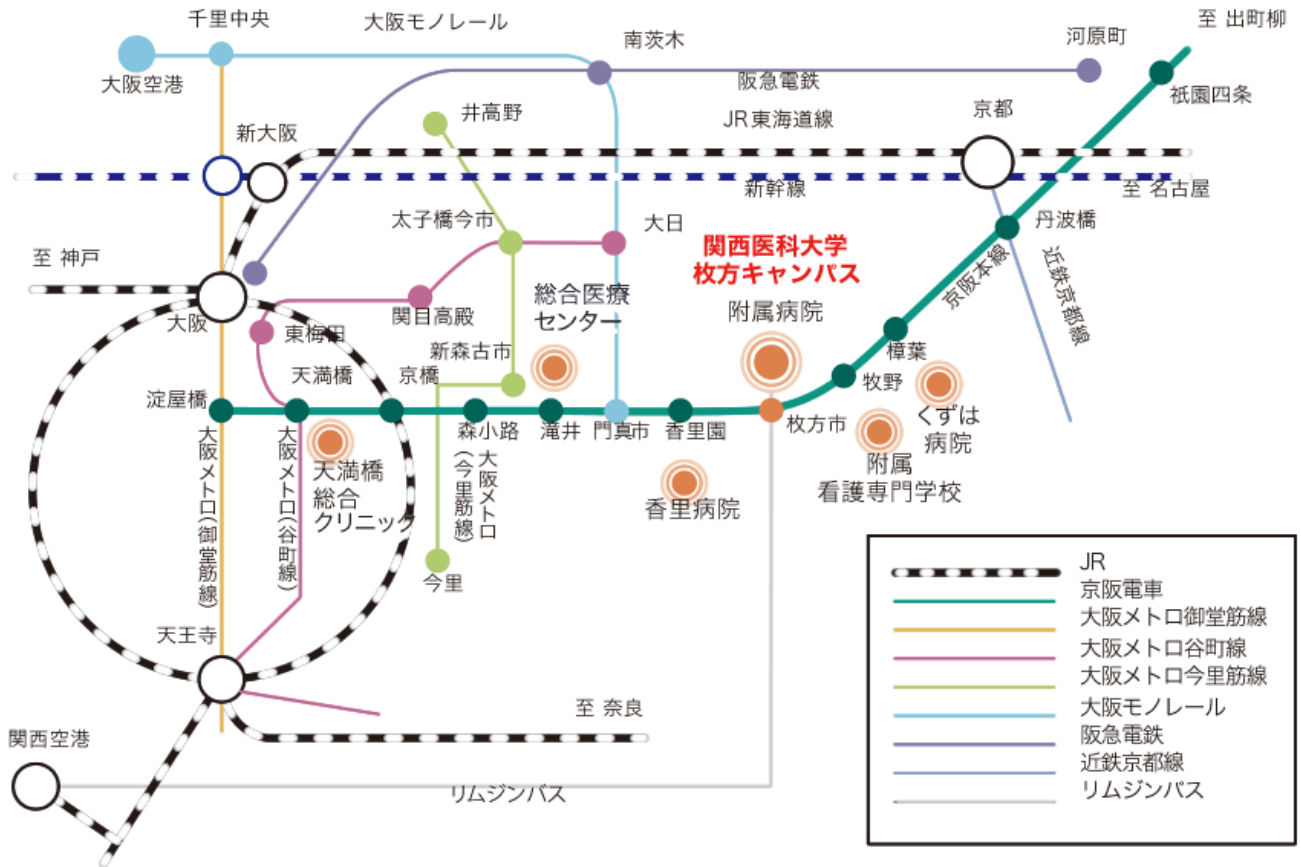 千里中央
大阪モノレール
南茨木
河原町
至 出町柳
大阪空港
阪急電鉄
祇園四条
井高野
新大阪
JR東海道線
京都
新幹線
至 名古屋
太子橋今市
大日
丹波橋
至 神戸
関西医科大学
枚方キャンパス
京阪本線
近鉄京都線
大阪
関目高殿
総合医療
センター
附属病院
東梅田
新森古市
樟葉
天満橋
京橋
牧野
淀屋橋
森小路
滝井
門真市
香里園
枚方市
くずは
病院
大阪メトロ(御堂筋線)
大阪メトロ(谷町線)
天満橋
総合
クリニック
大阪メトロ
(今里筋線)
香里病院
附属
看護専門学校
今里
天王寺
至 奈良
関西空港
リムジンバス
JR
京阪電車
大阪メトロ御堂筋線
大阪メトロ谷町線
大阪メトロ今里筋線
大阪モノレール
阪急電鉄
近鉄京都線
リムジンバス